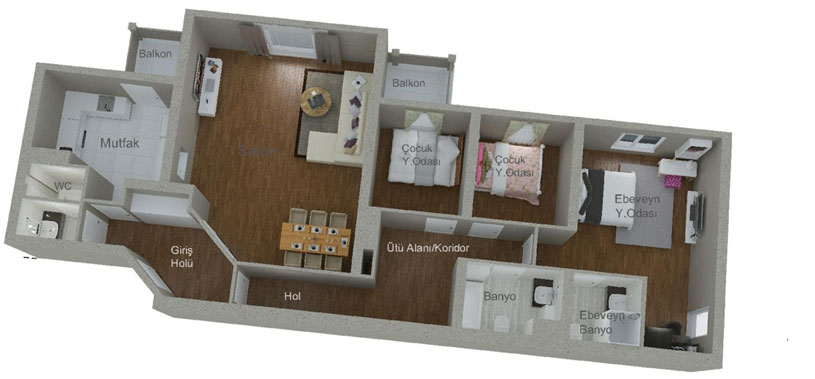 Balkon
Balkon
Mutfak
Salon
Çocuk
Y.Odası
Çocuk
Y.Odası
WC
Ebeveyn
Y.Odası
Giriş
Holü
Ütü Alanı/Koridor
Hol
Banyo
Ebeveyn
Banyo